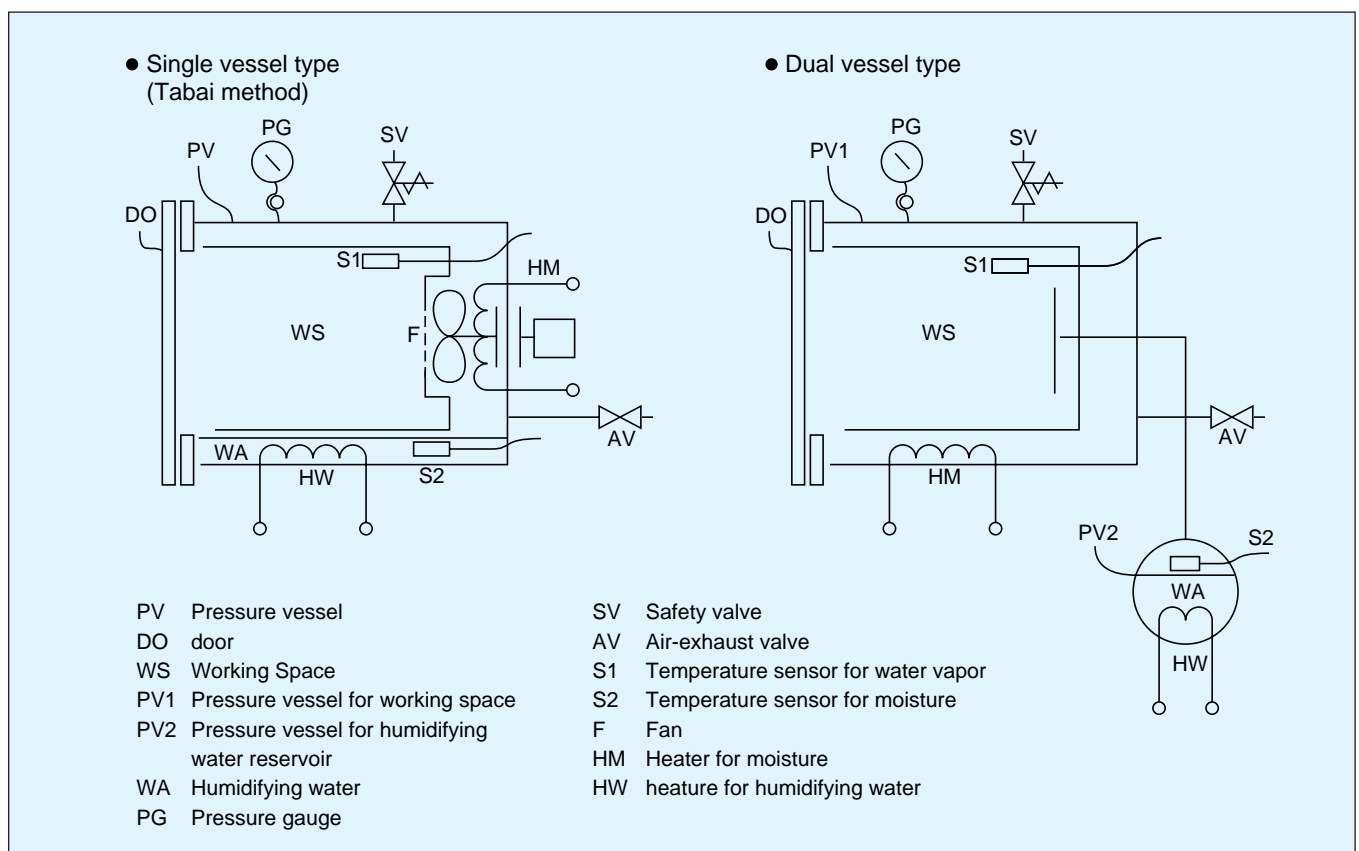 ● Single vessel type
(Tabai method)
PG
SV
PV
DO
S1
HM
WS
F
WA
HW
S2
AV
● Dual vessel type
PG
SV
PV1
DO
S1
WS
HM
AV
PV2
S2
WA
HW
PV Pressure vessel
DO door
WS Working Space
PV1 Pressure vessel for working space
PV2 Pressure vessel for humidifying
water reservoir
WA Humidifying water
PG Pressure gauge
SV Safety valve
AV Air-exhaust valve
S1 Temperature sensor for water vapor
S2 Temperature sensor for moisture
F Fan
HM Heater for moisture
HW heature for humidifying water